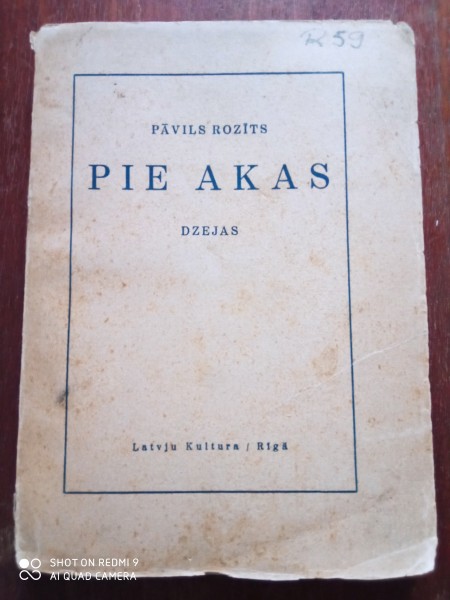 R 59
PĀVILS ROZĪTS
PIE AKAS
DZEJAS
Latvju Kultura / Rīgā
SHOT ON REDMI 9
AI QUAD CAMERA